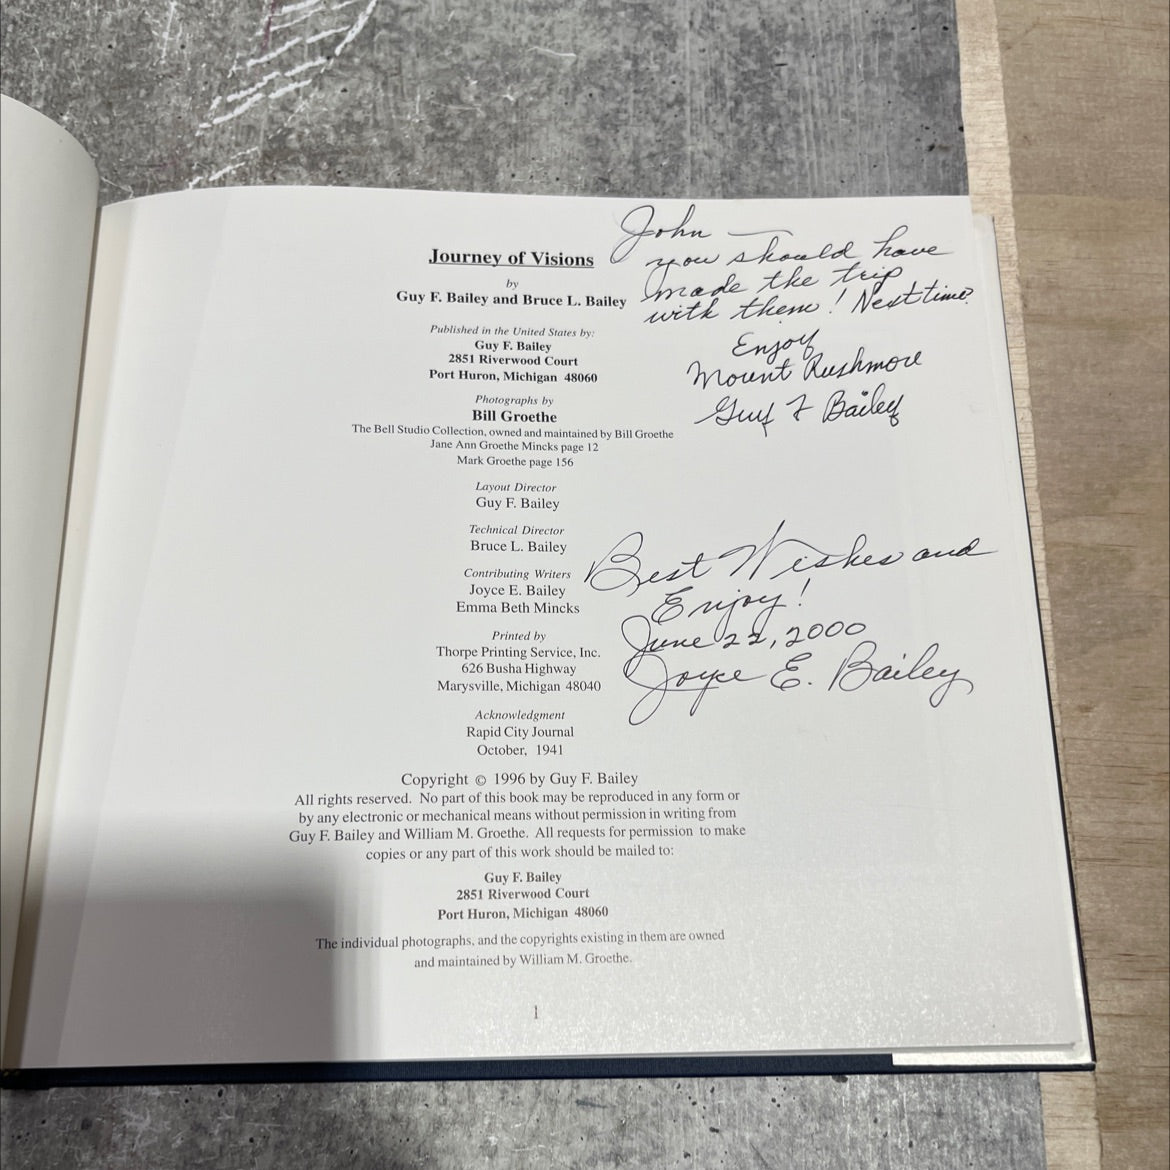 Journey of Visions
by
Guy F. Bailey and Bruce L. Bailey
Published in the United States by:
Guy F. Bailey
2851 Riverwood Court
Port Huron, Michigan 48060
Photographs by
Bill Groethe
The Bell Studio Collection, owned and maintained by Bill Groethe
Jane Ann Groethe Mincks page 12
Mark Groethe page 156
Layout Director
Guy F. Bailey
Technical Director
Bruce L. Bailey
Contributing Writers
Joyce E. Bailey
Emma Beth Mincks
Printed by
Thorpe Printing Service, Inc.
626 Busha Highway
Marysville, Michigan 48040
Acknowledgment
Rapid City Journal
October, 1941
Copyright © 1996 by Guy F. Bailey
All rights reserved. No part of this book may be reproduced in any form or
by any electronic or mechanical means without permission in writing from
Guy F. Bailey and William M. Groethe. All requests for permission to make
copies or any part of this work should be mailed to:
Guy F. Bailey
2851 Riverwood Court
Port Huron, Michigan 48060
The individual photographs, and the copyrights existing in them are owned
and maintained by William M. Groethe.
1
John —
you should have
made the trip
with them! Next time.
Enjoy
Mount Rushmore
Guy F Bailey
Best Wishes and
Enjoy!
June 22, 2000
Joyce E. Bailey